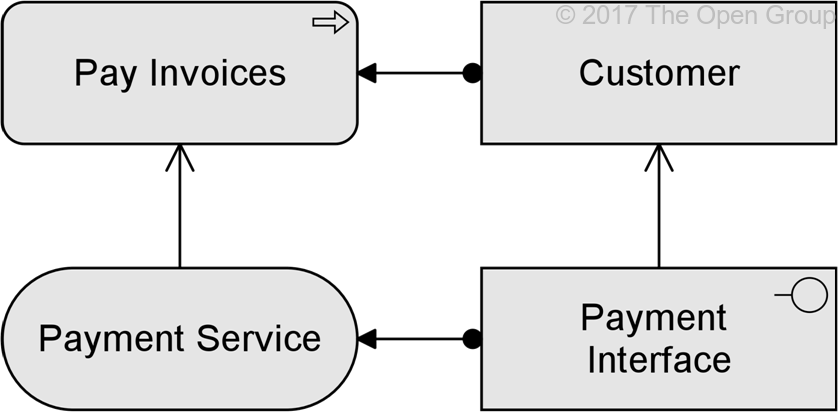 © 2017 The Open Group
Pay Invoices
Customer
Payment Service
Payment
Interface